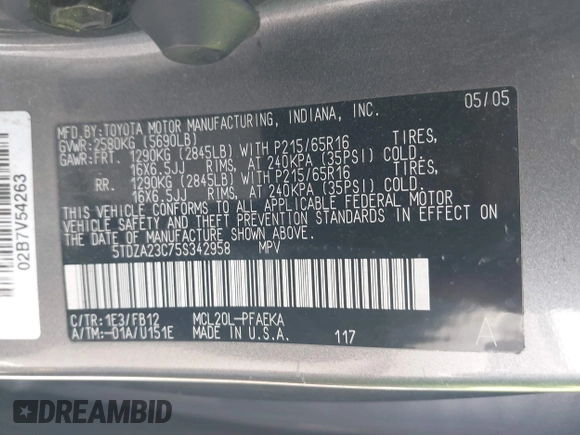 MFD.BY:TOYOTA MOTOR MANUFACTURING, INDIANA, INC. 05/05
GVWR:2580KG (5690LB)
GAWR:FRT. 1290KG (2845LB) WITH P215/65R16 TIRES,
16X6.5JJ RIMS, AT 240KPA (35PSI) COLD.
RR. 1290KG (2845LB) WITH P215/65R16 TIRES,
16X6.5JJ RIMS, AT 240KPA (35PSI) COLD.
THIS VEHICLE CONFORMS TO ALL APPLICABLE FEDERAL MOTOR
VEHICLE SAFETY AND THEFT PREVENTION STANDARDS IN EFFECT ON
THE DATE OF MANUFACTURE SHOWN ABOVE.
5TDZA23C75S342958 MPV
C/TR:1E3/FB12 MCL20L-PFAEKA
A/TM:-01A/U151E MADE IN U.S.A. 117 A
02B7V54263
DREAMBID